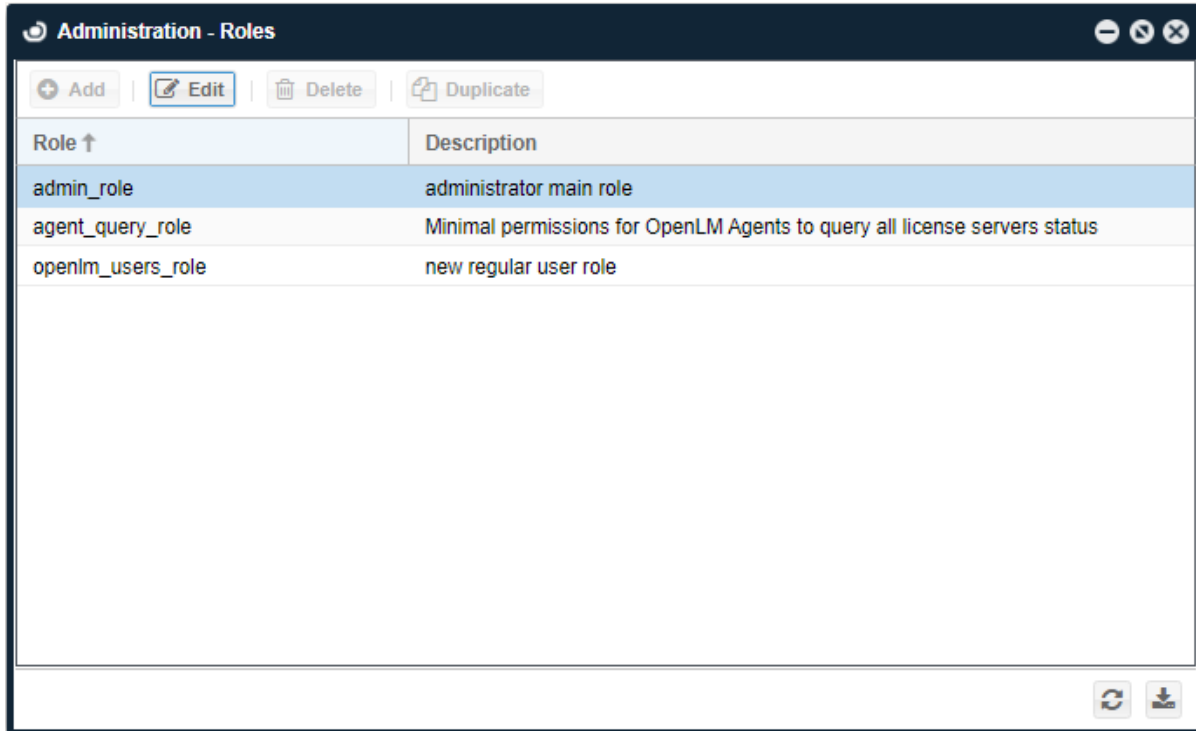 Administration - Roles
Add Edit Delete Duplicate
Role Description
admin_role administrator main role
agent_query_role Minimal permissions for OpenLM Agents to query all license servers status
openlm_users_role new regular user role